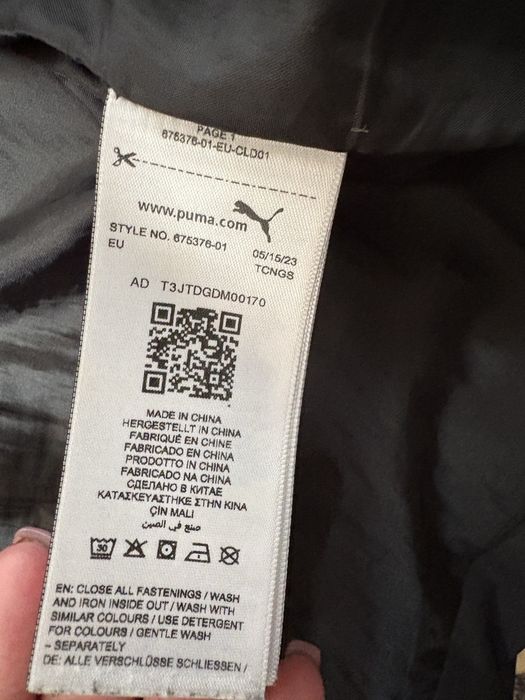 PAGE 1
675376-01-EU-CLD01
www.puma.com
STYLE NO. 675376-01
EU
05/15/23
TCNGS
AD T3JTDGDM00170
MADE IN CHINA
HERGESTELLT IN CHINA
FABRIQUÉ EN CHINE
FABRICADO EN CHINA
PRODOTTO IN CHINA
FABRICADO NA CHINA
СДЕЛАНО В КИТАЕ
ΚΑΤΑΣΚΕΥΑΣΤΗΚΕ ΣΤΗΝ ΚΙΝΑ
ÇİN MALI
صنع في الصين
30
EN: CLOSE ALL FASTENINGS / WASH
AND IRON INSIDE OUT / WASH WITH
SIMILAR COLOURS / USE DETERGENT
FOR COLOURS / GENTLE WASH
– SEPARATELY
DE: ALLE VERSCHLÜSSE SCHLIESSEN /